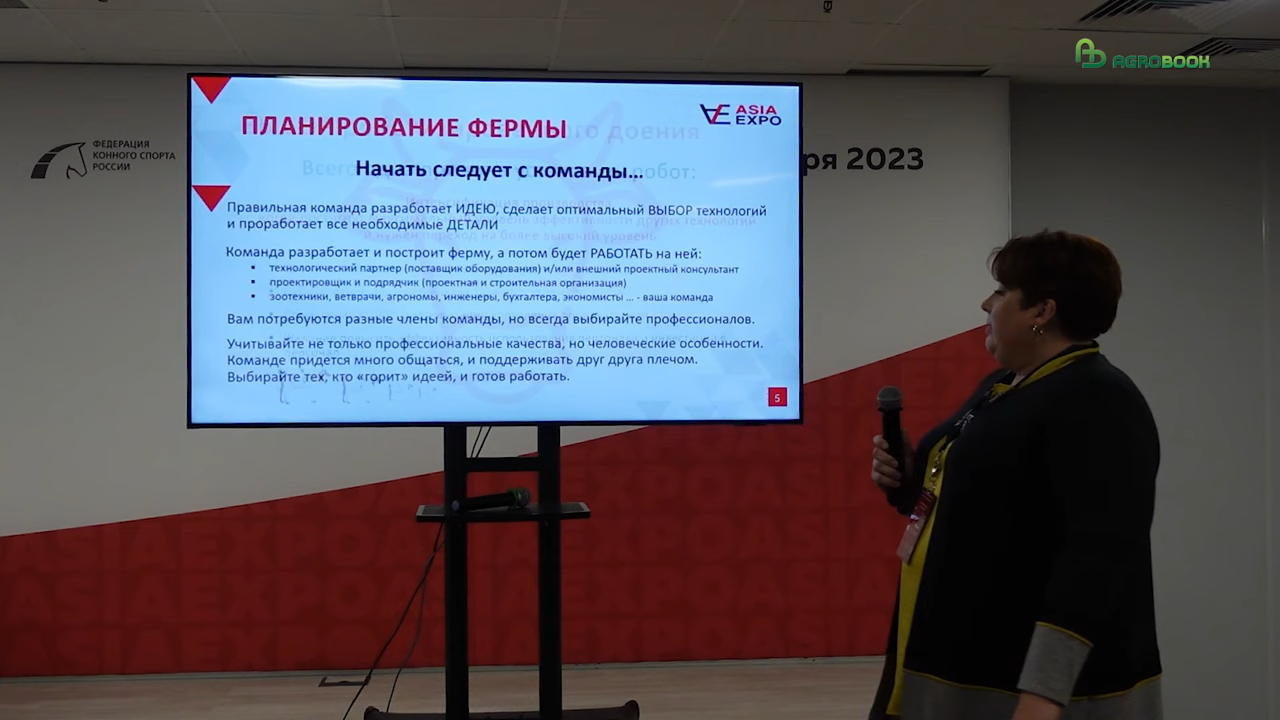 AGROBOOK
ASIA
EXPO
ПЛАНИРОВАНИЕ ФЕРМЫ
ого доения
Начать следует с команды...
Всего
робот:
ря 2023
ФЕДЕРАЦИЯ
КОННОГО СПОРТА
РОССИИ
Правильная команда разработает ИДЕЮ, сделает оптимальный ВЫБОР технологий
и проработает все необходимые ДЕТАЛИ
Команда разработает и построит ферму, а потом будет РАБОТАТЬ на ней:
▪ технологический партнер (поставщик оборудования) и/или внешний проектный консультант
▪ проектировщик и подрядчик (проектная и строительная организация)
▪ зоотехники, ветврачи, агрономы, инженеры, бухгалтера, экономисты ... - ваша команда
Вам потребуются разные члены команды, но всегда выбирайте профессионалов.
Учитывайте не только профессиональные качества, но человеческие особенности.
Команде придется много общаться, и поддерживать друг друга плечом.
Выбирайте тех, кто «горит» идеей, и готов работать.
5